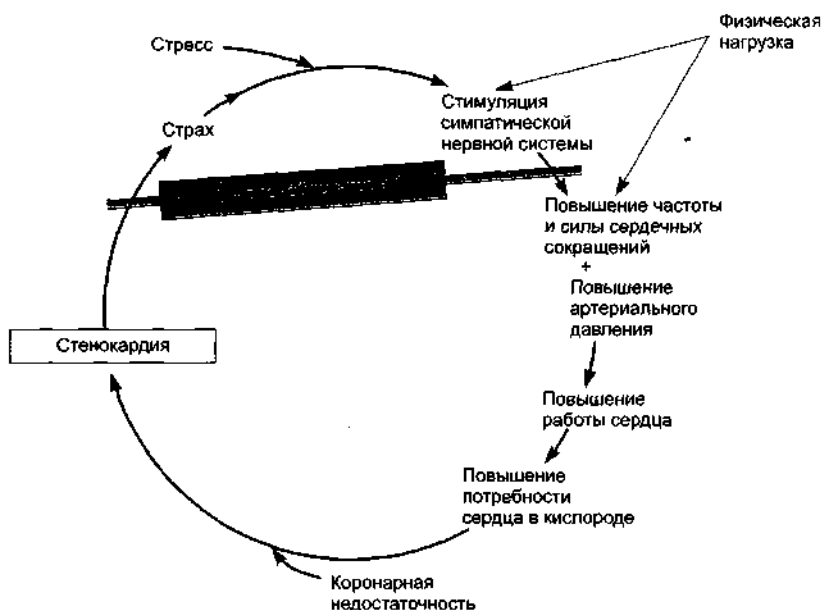 Физическая
нагрузка
Стресс
Стимуляция
симпатической
нервной системы
Страх
Повышение частоты
и силы сердечных
сокращений
+
Повышение
артериального
давления
Стенокардия
Повышение
работы сердца
Повышение
потребности
сердца в кислороде
Коронарная
недостаточность